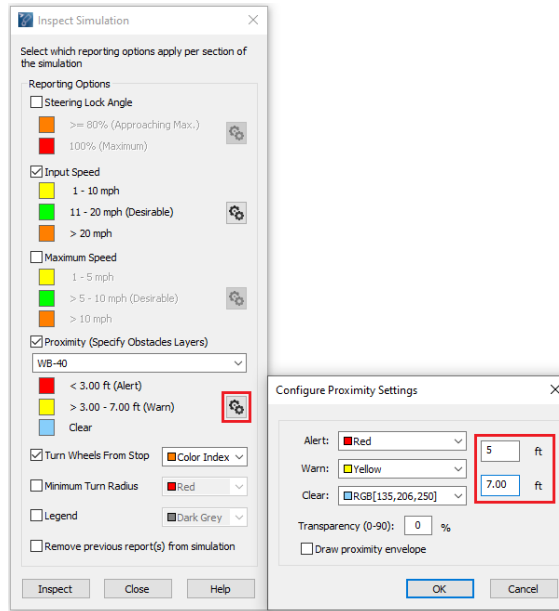 Inspect Simulation
Select which reporting options apply per section of
the simulation
Reporting Options
Steering Lock Angle
>= 80% (Approaching Max.)
100% (Maximum)
Input Speed
1 - 10 mph
11 - 20 mph (Desirable)
> 20 mph
Maximum Speed
1 - 5 mph
> 5 - 10 mph (Desirable)
> 10 mph
Proximity (Specify Obstacles Layers)
WB-40
< 3.00 ft (Alert)
> 3.00 - 7.00 ft (Warn)
Clear
Turn Wheels From Stop Color Index
Minimum Turn Radius Red
Legend Dark Grey
Remove previous report(s) from simulation
Inspect Close Help
Configure Proximity Settings
Alert: Red 5 ft
Warn: Yellow
Clear: RGB[135,206,250] 7.00 ft
Transparency (0-90): 0 %
Draw proximity envelope
OK Cancel